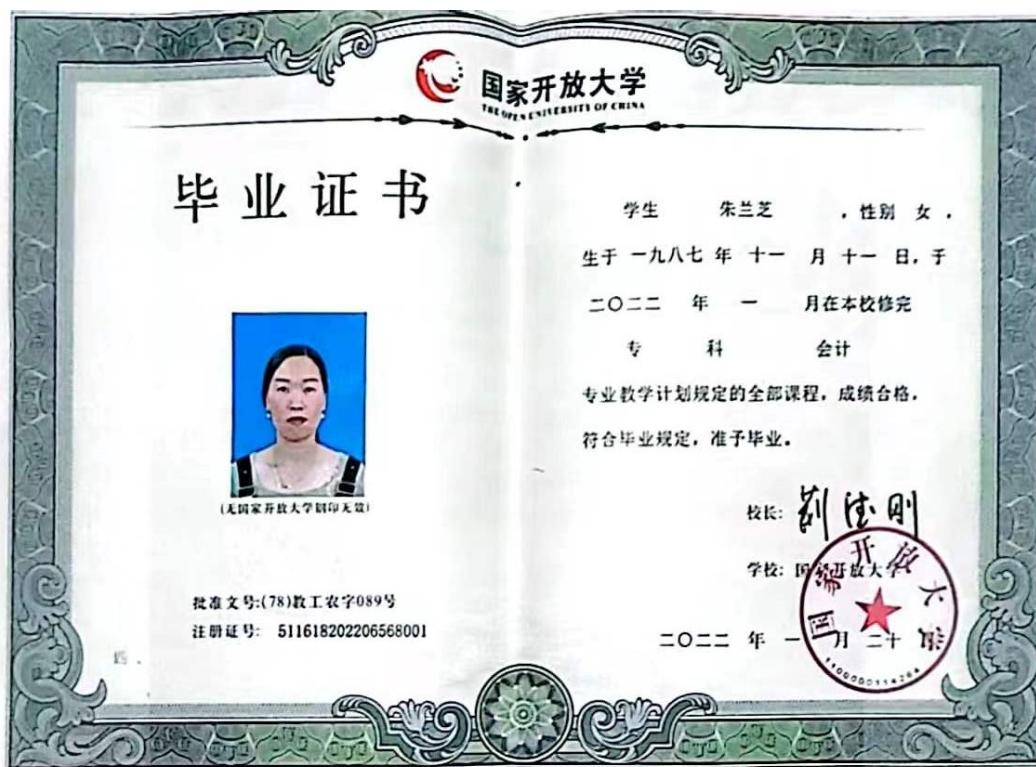 国家开放大学
THE OPEN UNIVERSITY OF CHINA
毕业证书
(无国家开放大学钢印无效)
批准文号:(78)教工农字089号
注册证号: 511618202206568001
学生 朱兰芝 ,性别 女 ,
生于 一九八七 年 十一 月 十一 日,于
二〇二二 年 一 月在本校修完
专 科 会计
专业教学计划规定的全部课程,成绩合格,
符合毕业规定,准予毕业。
校长:
学校: 国家开放大学
二〇二二 年 一 月 二十
国家开放大学